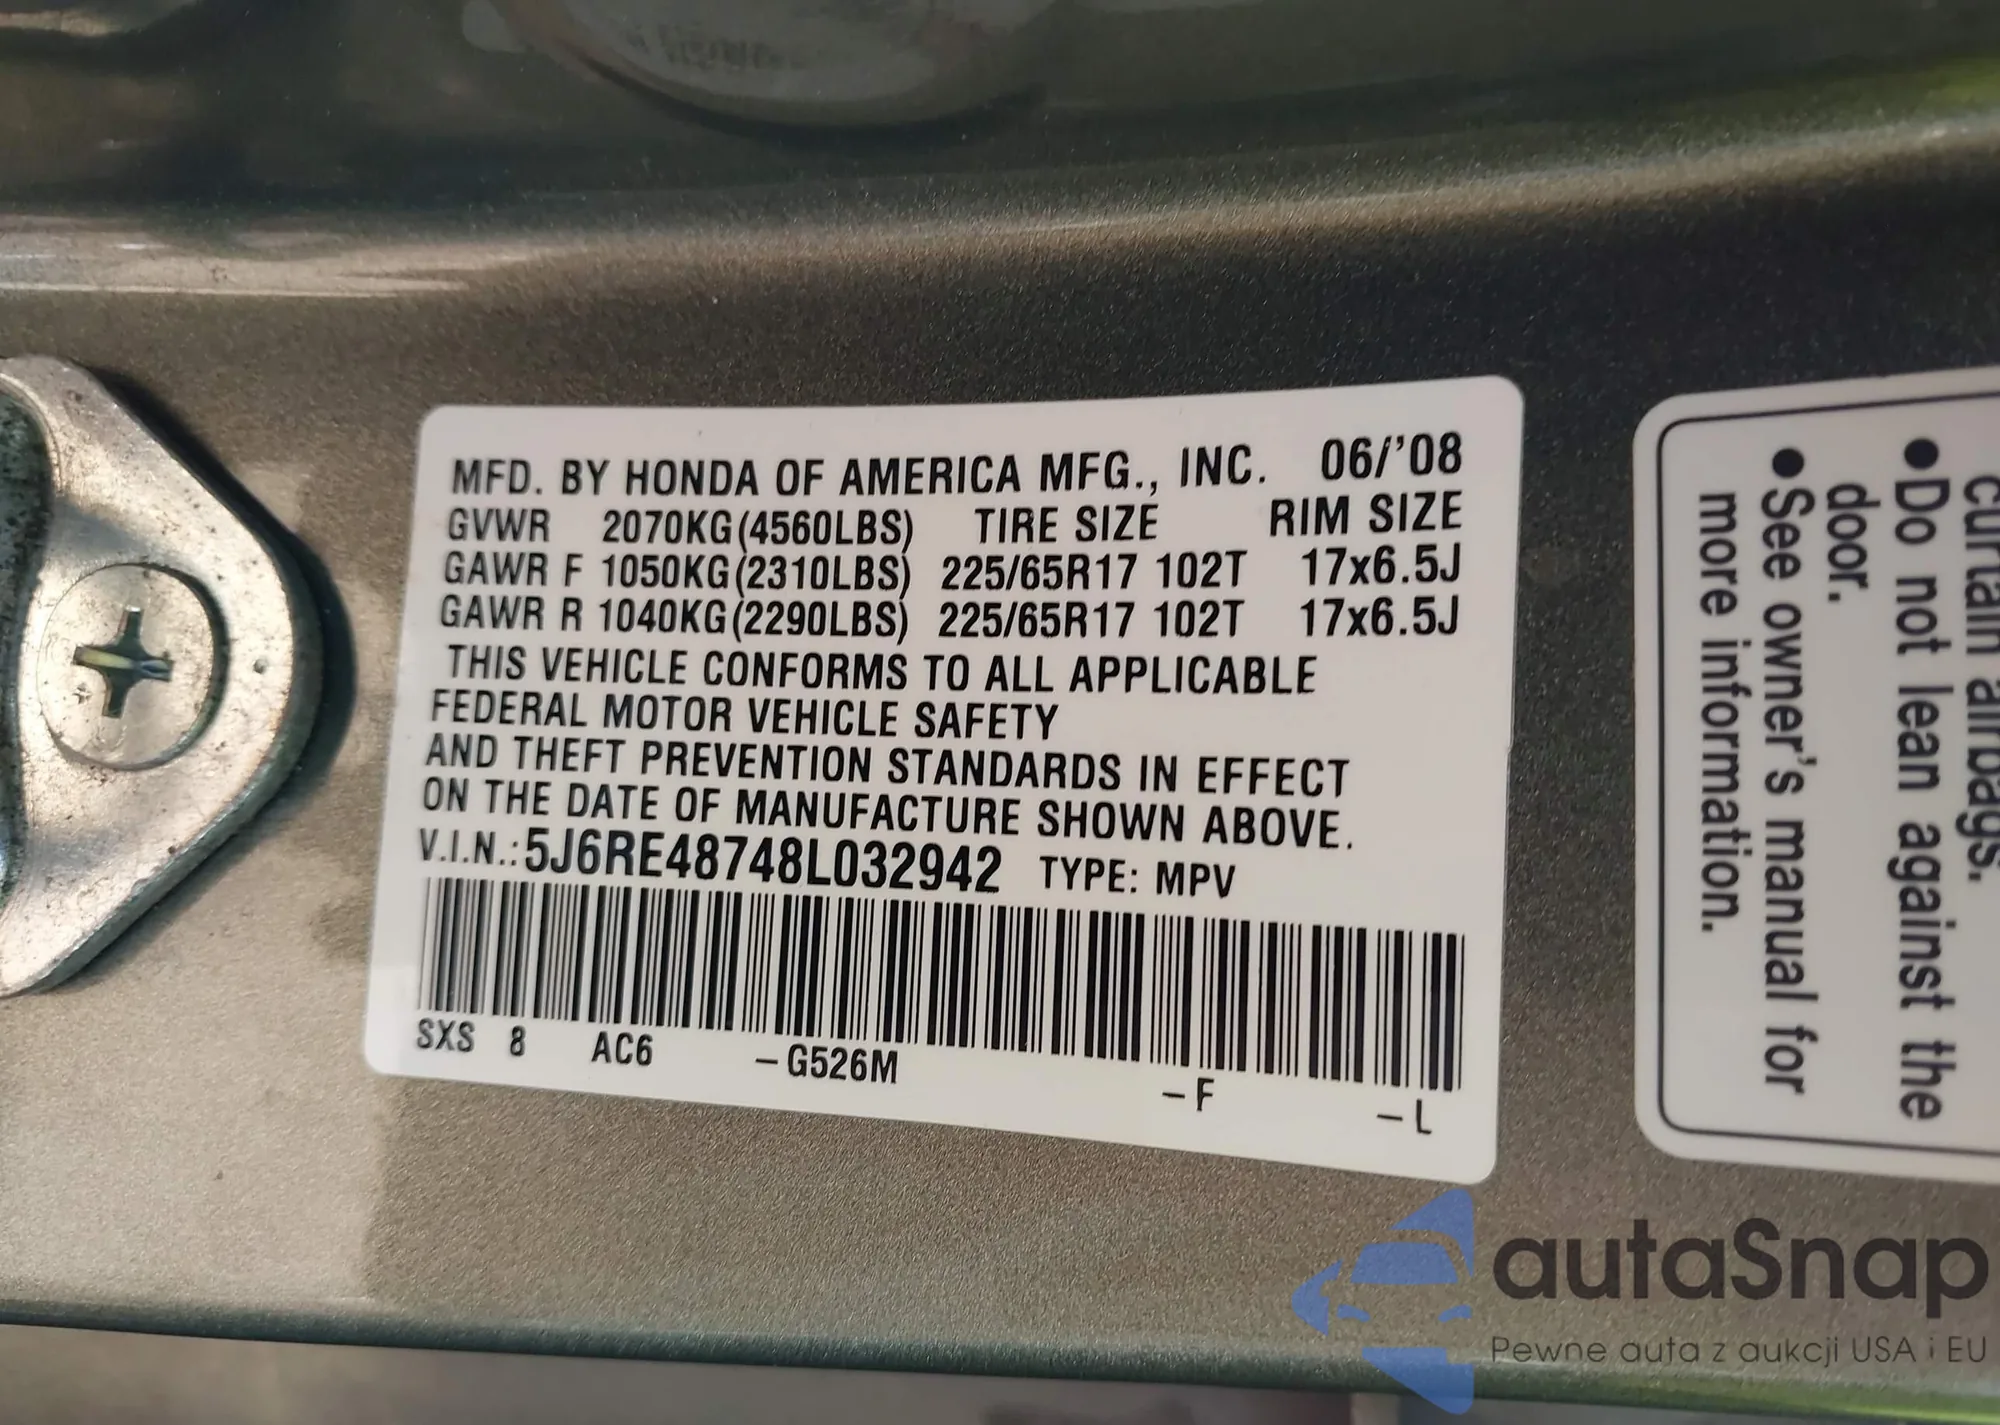 MFD. BY HONDA OF AMERICA MFG., INC. 06/'08
GVWR 2070KG(4560LBS) TIRE SIZE RIM SIZE
GAWR F 1050KG(2310LBS) 225/65R17 102T 17x6.5J
GAWR R 1040KG(2290LBS) 225/65R17 102T 17x6.5J
THIS VEHICLE CONFORMS TO ALL APPLICABLE
FEDERAL MOTOR VEHICLE SAFETY
AND THEFT PREVENTION STANDARDS IN EFFECT
ON THE DATE OF MANUFACTURE SHOWN ABOVE.
V.I.N.:5J6RE48748L032942 TYPE: MPV
SXS 8 AC6 –G526M –F –L
curtain airbags.
●Do not lean against the
door.
●See owner's manual for
more information.
autaSnap
Pewne auta z aukcji USA i EU